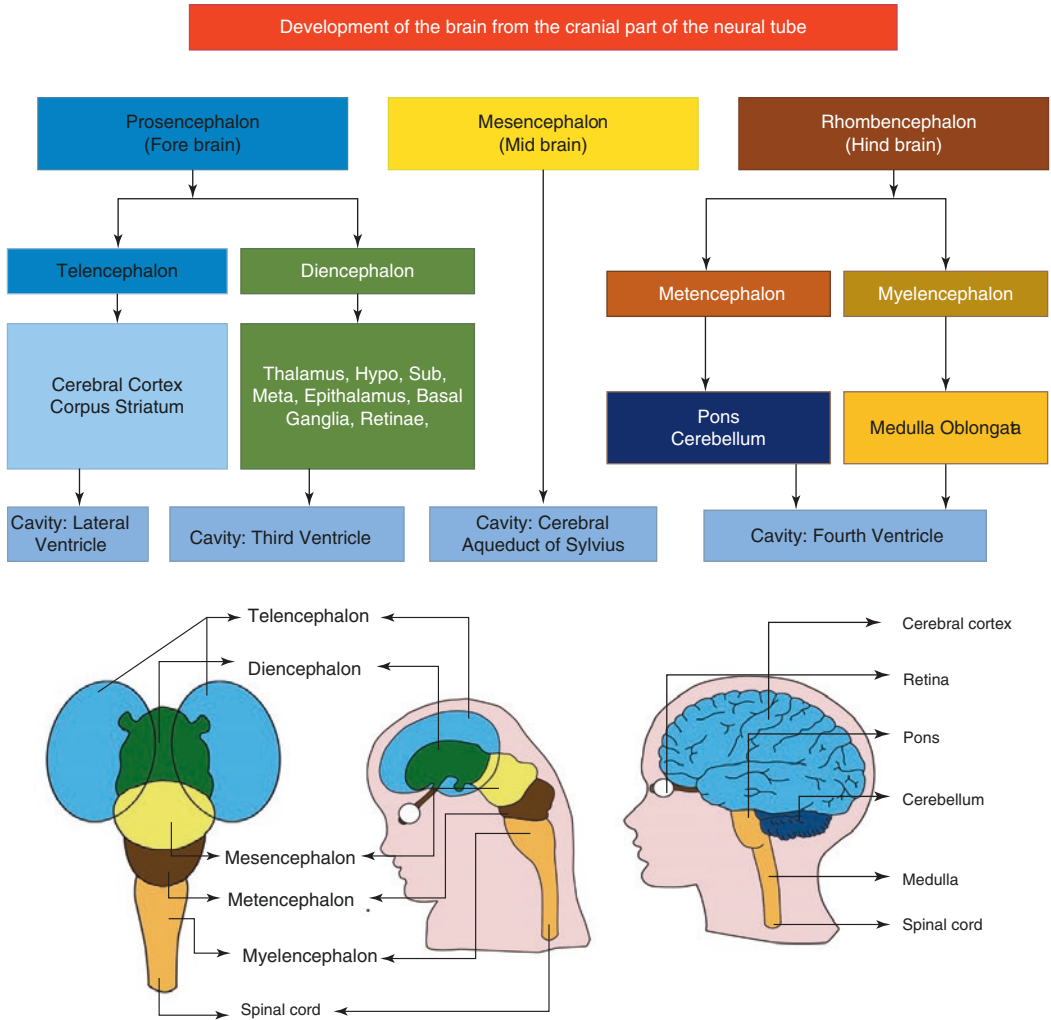 Development of the brain from the cranial part of the neural tube
Prosencephalon
(Fore brain)
Mesencephalon
(Mid brain)
Rhombencephalon
(Hind brain)
Telencephalon
Diencephalon
Metencephalon
Myelencephalon
Cerebral Cortex
Corpus Striatum
Thalamus, Hypo, Sub,
Meta, Epithalamus, Basal
Ganglia, Retinae,
Pons
Cerebellum
Medulla Oblongata
Cavity: Lateral
Ventricle
Cavity: Third Ventricle
Cavity: Cerebral
Aqueduct of Sylvius
Cavity: Fourth Ventricle
Telencephalon
Diencephalon
Mesencephalon
Metencephalon
Myelencephalon
Spinal cord
Cerebral cortex
Retina
Pons
Cerebellum
Medulla
Spinal cord